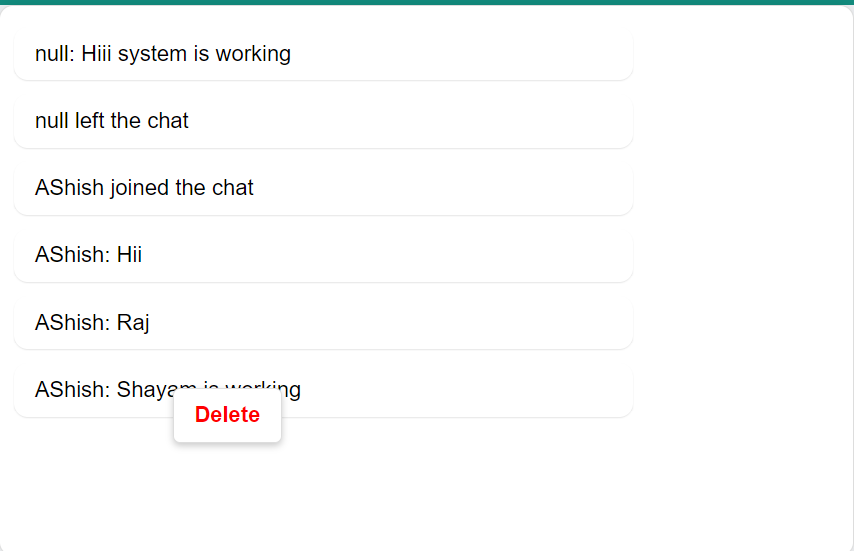 null: Hiii system is working
null left the chat
AShish joined the chat
AShish: Hii
AShish: Raj
AShish: Shayam is working
Delete